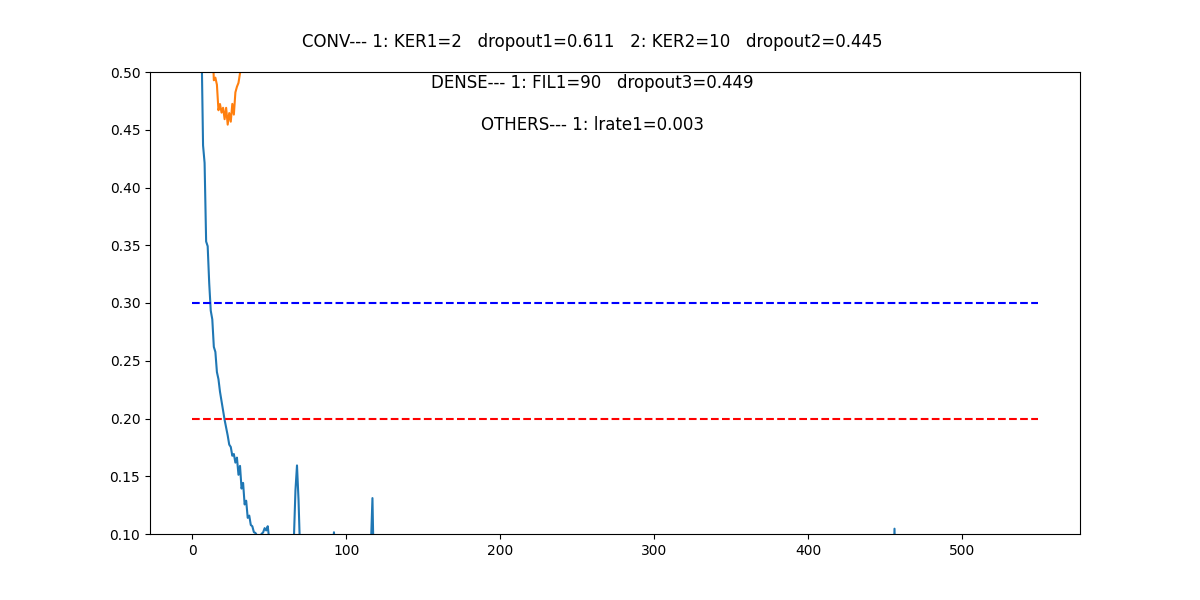 CONV--- 1: KER1=2   dropout1=0.611   2: KER2=10   dropout2=0.445
DENSE--- 1: FIL1=90   dropout3=0.449
OTHERS--- 1: lrate1=0.003
0.50
0.45
0.40
0.35
0.30
0.25
0.20
0.15
0.10
0 100 200 300 400 500